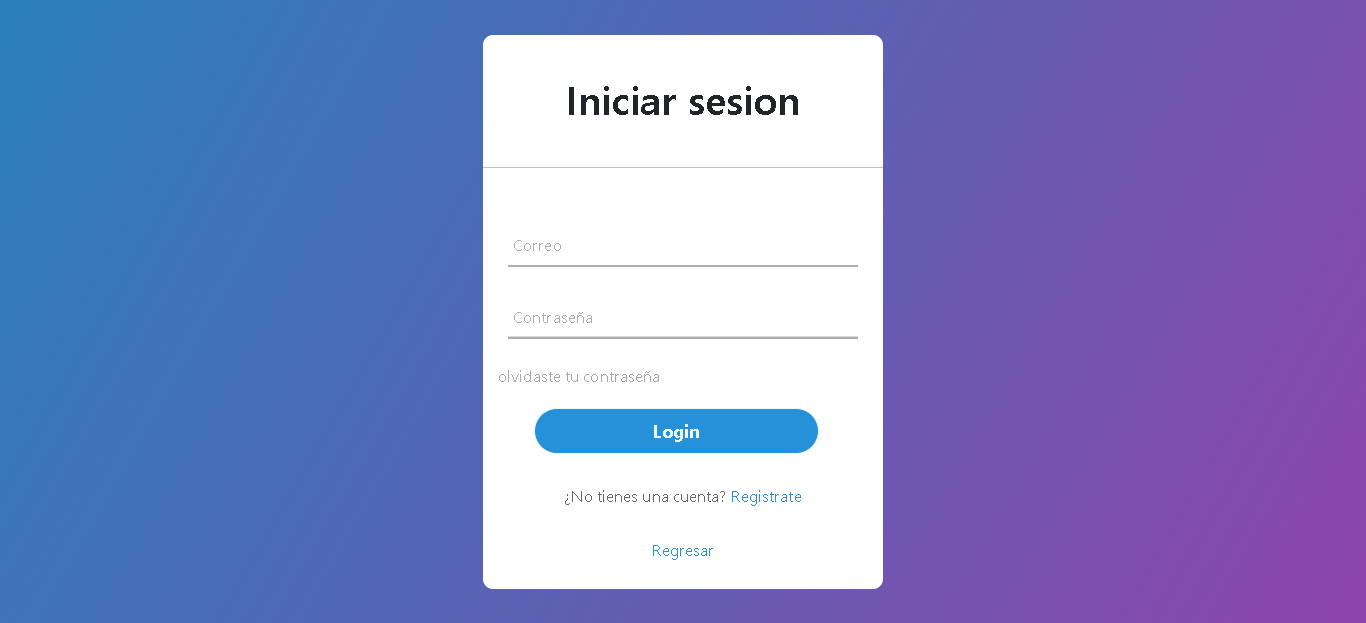 Iniciar sesion
Correo
Contraseña
olvidaste tu contraseña
Login
¿No tienes una cuenta? Registrate
Regresar